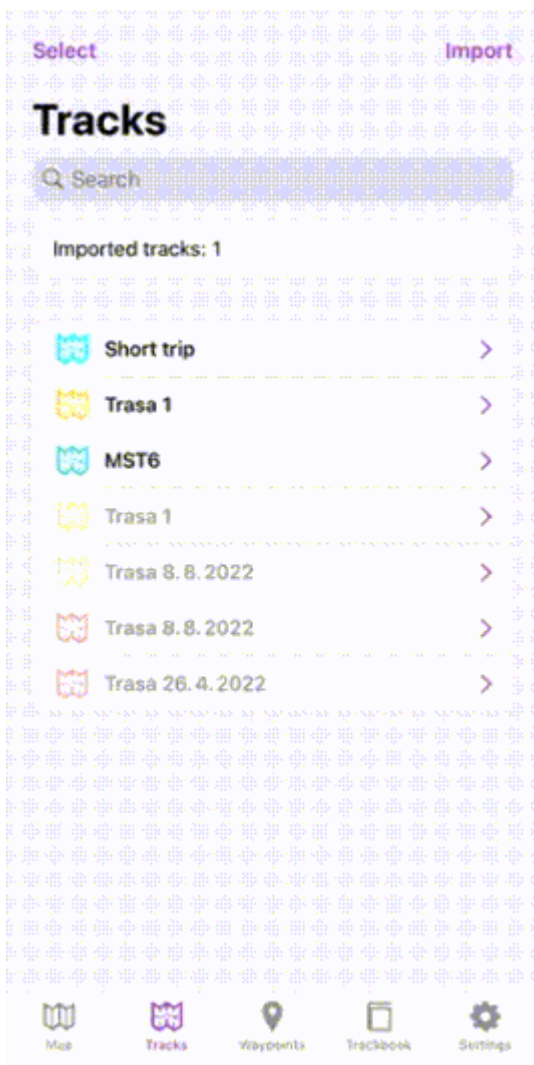 Select Import
Tracks
Search
Imported tracks: 1
Short trip
Trasa 1
MST6
Trasa 1
Trasa 8. 8. 2022
Trasa 8. 8. 2022
Trasa 26. 4. 2022
Map Tracks Waypoints Trackbook Settings